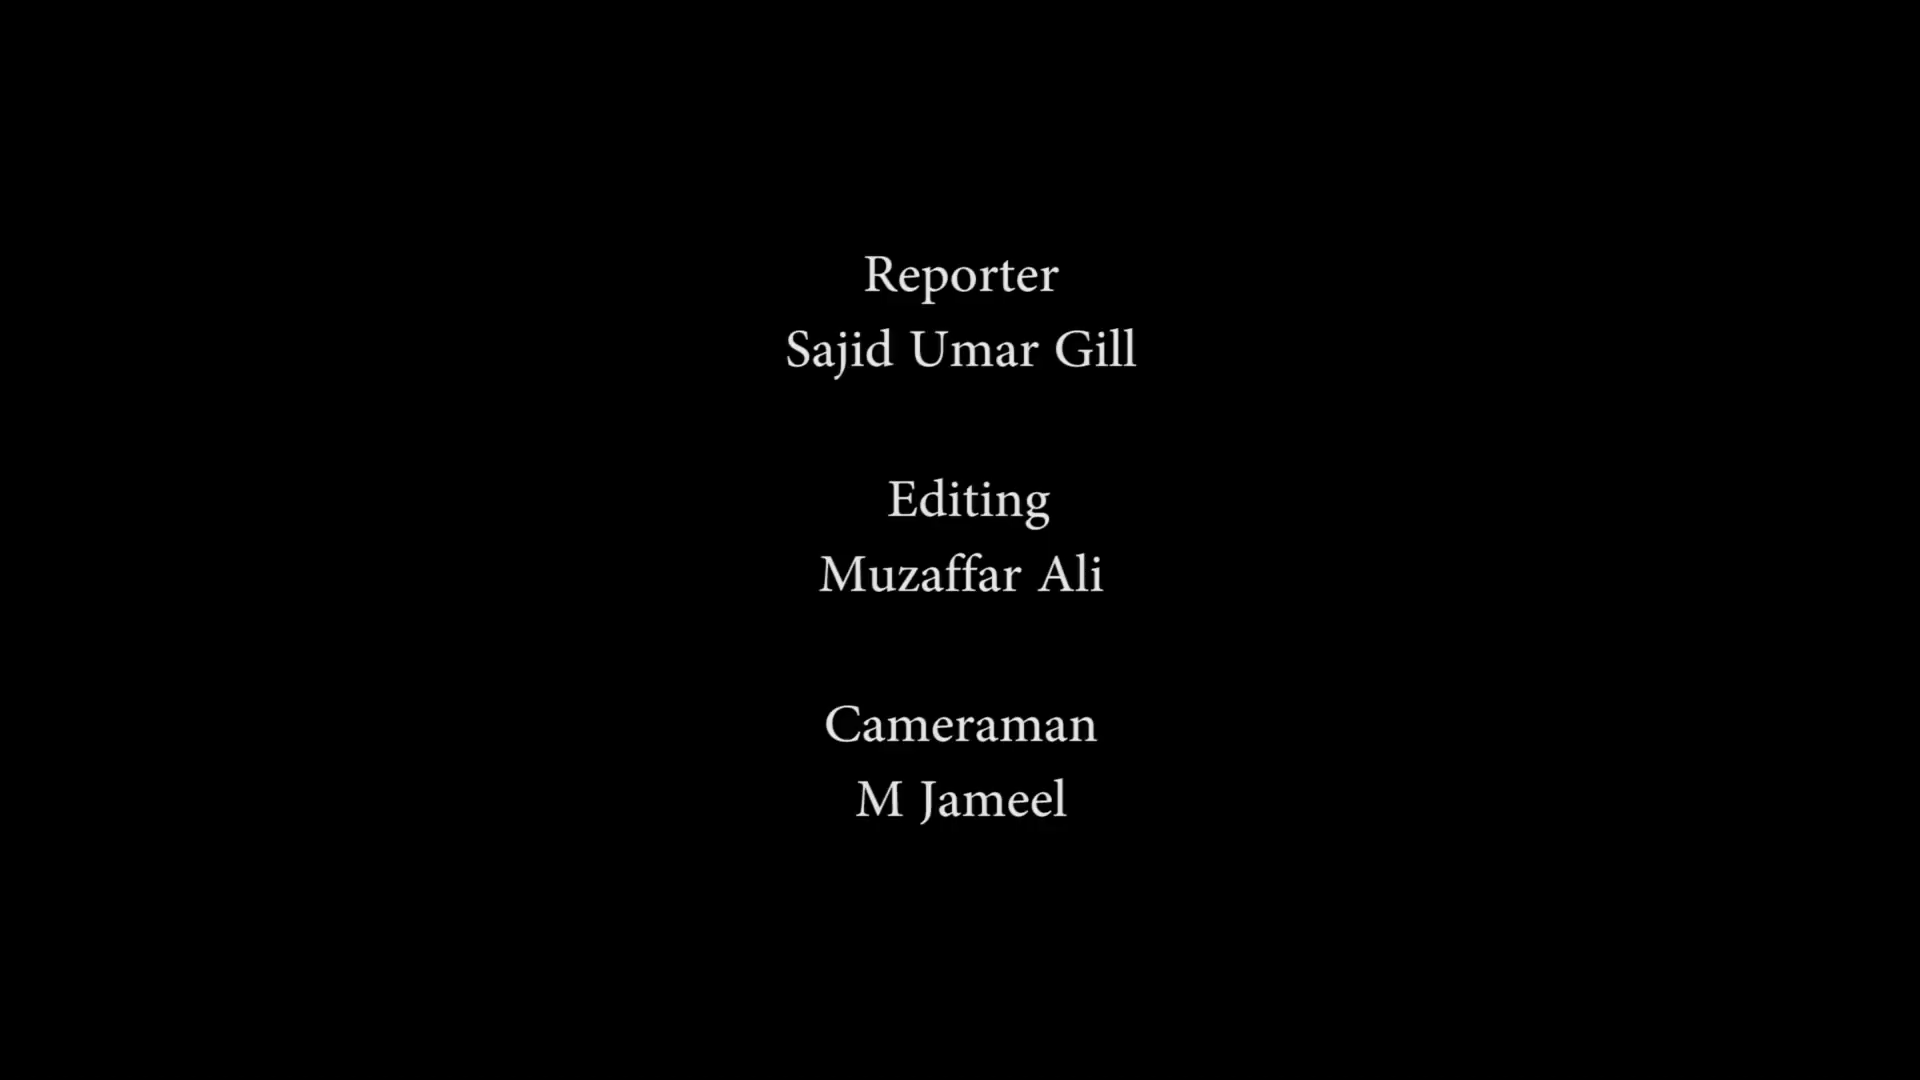 Reporter
Sajid Umar Gill
Editing
Muzaffar Ali
Cameraman
M Jameel